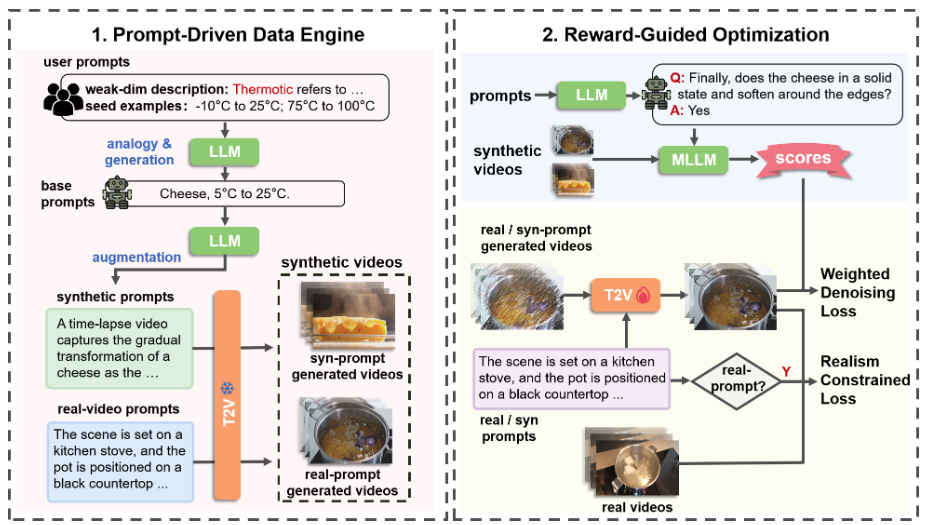 1. Prompt-Driven Data Engine
user prompts
weak-dim description: Thermotic refers to ...
seed examples: -10°C to 25°C; 75°C to 100°C
analogy &
generation
LLM
base
prompts
Cheese, 5°C to 25°C.
LLM
augmentation
synthetic prompts
A time-lapse video
captures the gradual
transformation of a
cheese as the ...
real-video prompts
The scene is set on a
kitchen stove, and the
pot is positioned on a
black countertop ...
T2V
synthetic videos
syn-prompt
generated videos
real-prompt
generated videos
2. Reward-Guided Optimization
prompts
LLM
Q: Finally, does the cheese in a solid
state and soften around the edges?
A: Yes
synthetic
videos
MLLM
scores
real / syn-prompt
generated videos
T2V
Weighted
Denoising
Loss
The scene is set on a kitchen
stove, and the pot is positioned
on a black countertop ...
real / syn
prompts
real-
prompt?
Y
Realism
Constrained
Loss
real videos